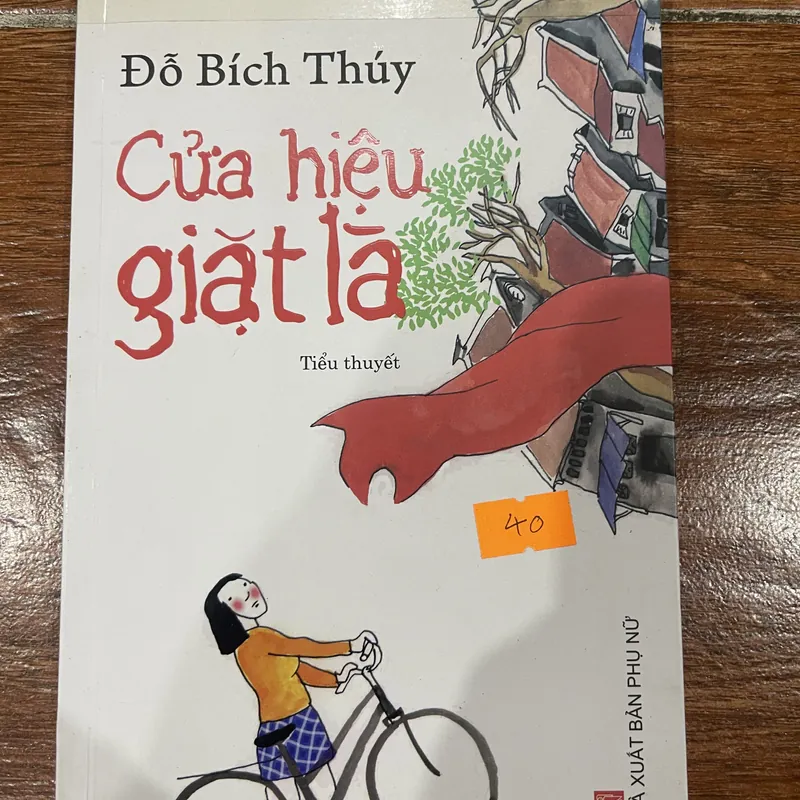 Đỗ Bích Thúy
Cửa hiệu
giặt là
Tiểu thuyết
40
XUẤT BẢN PHỤ NỮ